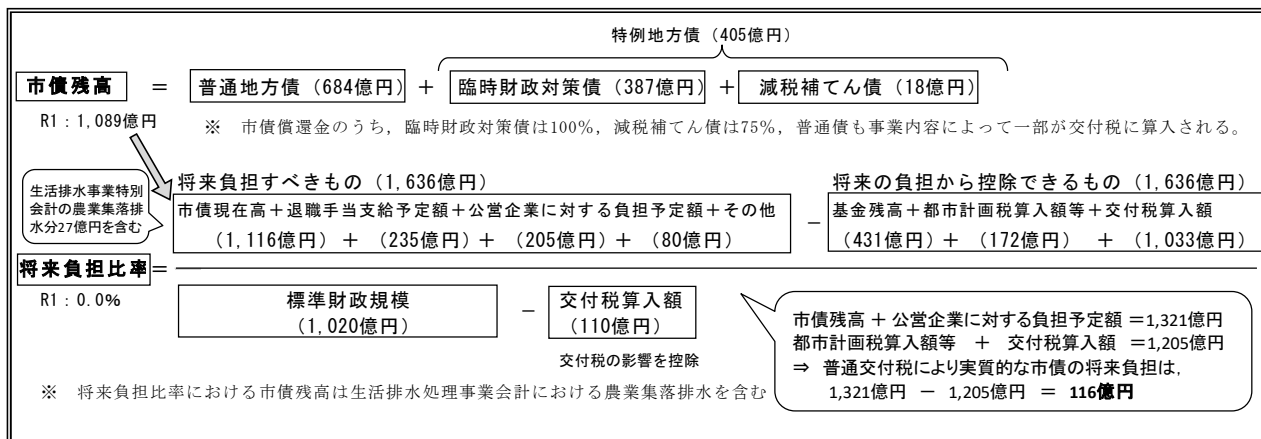 特例地方債（405億円）
市債残高 ＝ 普通地方債（684億円） ＋ 臨時財政対策債（387億円） ＋ 減税補てん債（18億円）
R1：1,089億円
※ 市債償還金のうち，臨時財政対策債は100%，減税補てん債は75%，普通債も事業内容によって一部が交付税に算入される。
生活排水事業特別
会計の農業集落排
水分27億円を含む
将来負担すべきもの（1,636億円）
将来の負担から控除できるもの（1,636億円）
市債現在高＋退職手当支給予定額＋公営企業に対する負担予定額＋その他
（1,116億円） ＋ （235億円） ＋ （205億円） ＋ （80億円）
－
基金残高＋都市計画税算入額等＋交付税算入額
（431億円） ＋ （172億円） ＋ （1,033億円）
将来負担比率＝
R1：0.0%
標準財政規模
（1,020億円）
－
交付税算入額
（110億円）
交付税の影響を控除
市債残高 ＋ 公営企業に対する負担予定額 ＝1,321億円
都市計画税算入額等 ＋ 交付税算入額 ＝1,205億円
⇒ 普通交付税により実質的な市債の将来負担は，
1,321億円 － 1,205億円 ＝ 116億円
※ 将来負担比率における市債残高は生活排水処理事業会計における農業集落排水を含む